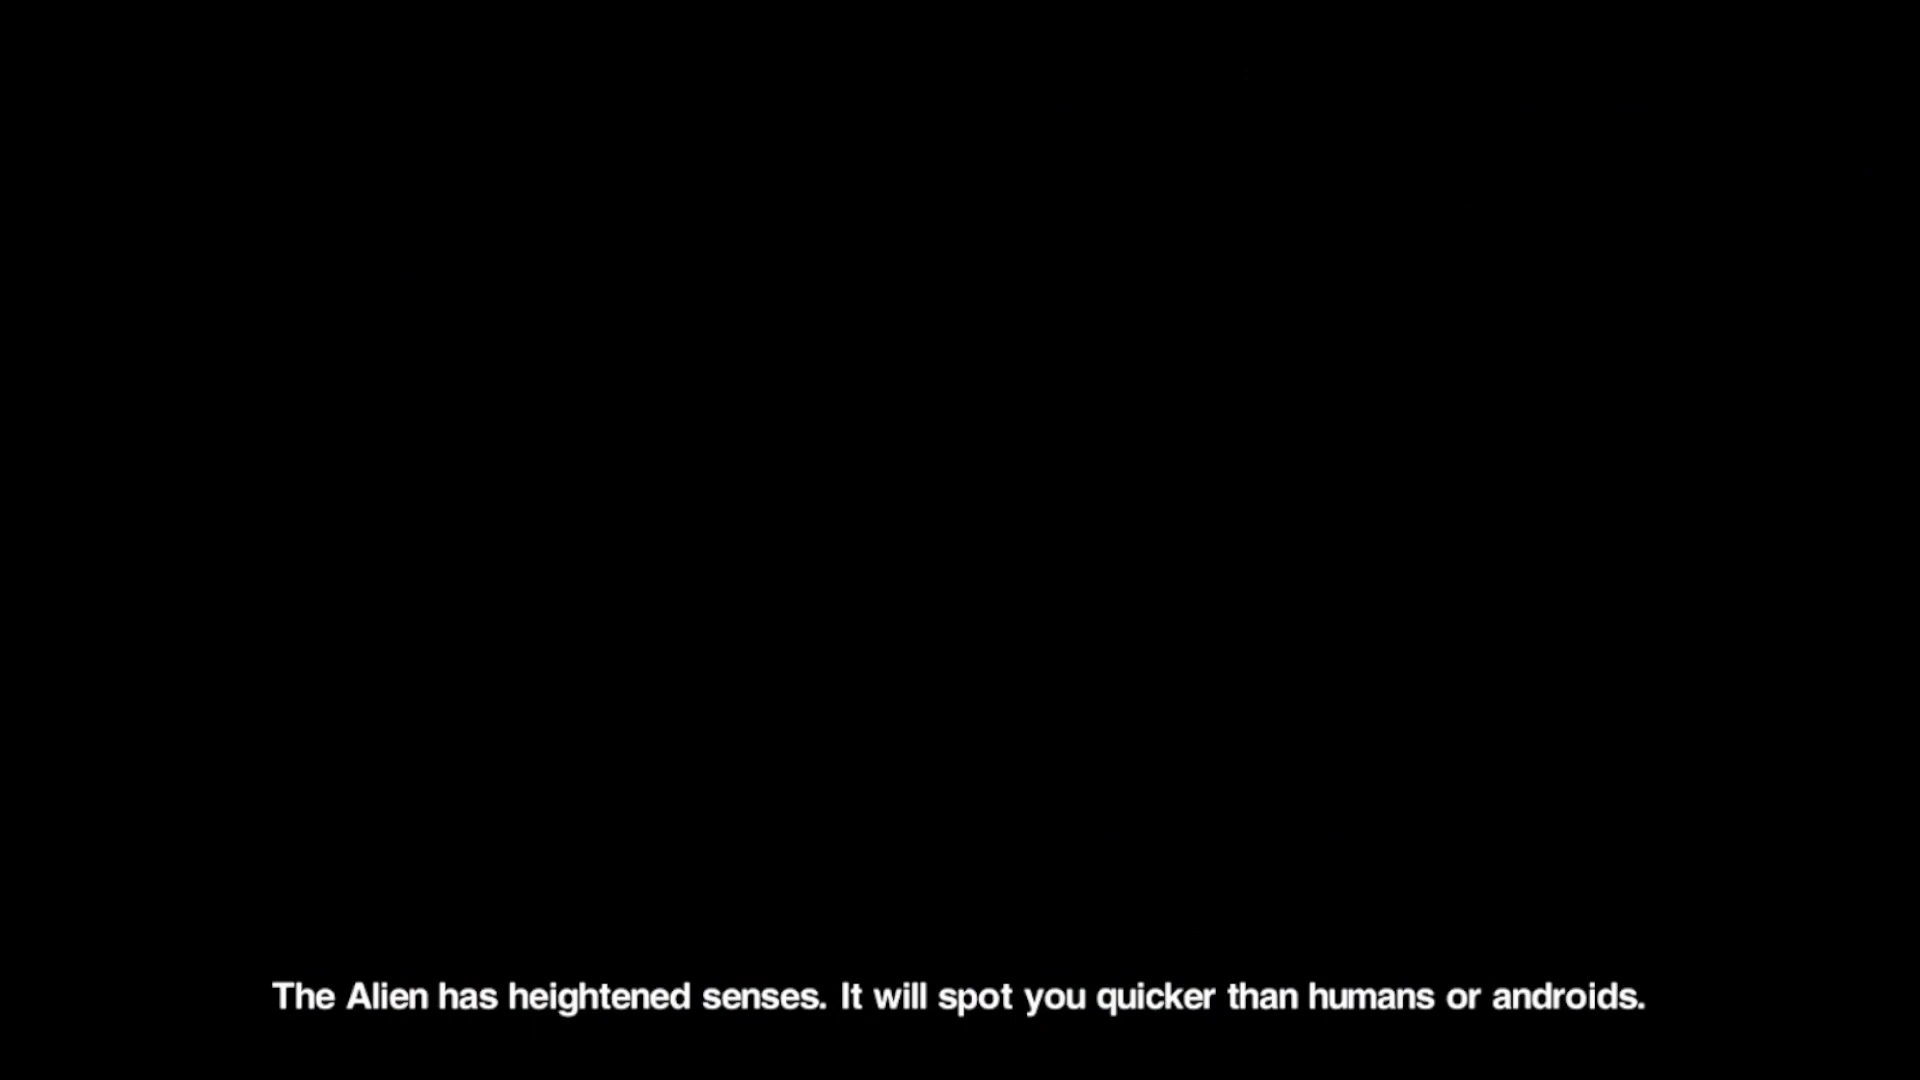 The Alien has heightened senses. It will spot you quicker than humans or androids.